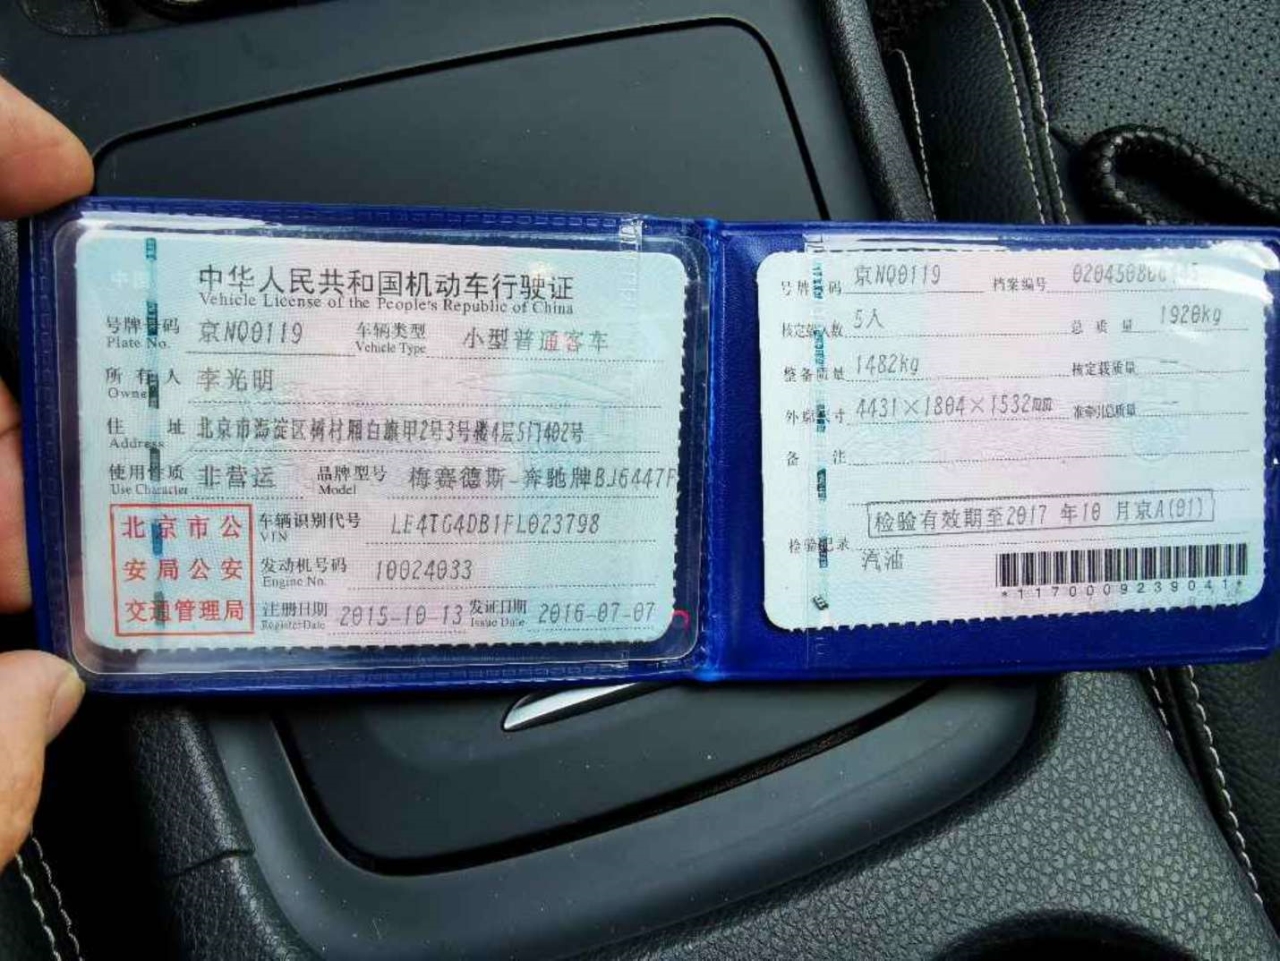 中华人民共和国机动车行驶证
Vehicle License of the People's Republic of China
号牌号码 京NQ0119 车辆类型 小型普通客车
Plate No. Vehicle Type
所有人 李光明
Owner
住址 北京市海淀区树村厢白旗甲2号3号楼4层5门402号
Address
使用性质 非营运 品牌型号 梅赛德斯-奔驰牌BJ6447F
Use Character Model
北京市公
安局公安
交通管理局
车辆识别代号 LE4TG4DB1FL023798
VIN
发动机号码 10024033
Engine No.
注册日期 2015-10-13 发证日期 2016-07-07
Register Date Issue Date
号牌号码 京NQ0119 档案编号
核定载人数 5人 总质量 1920kg
整备质量 1482kg 核定载质量 --
外廓尺寸 4431×1804×1532mm 准牵引总质量 --
备注
检验有效期至2017年10月京A(01)
检验记录
汽油
*1170009239041*